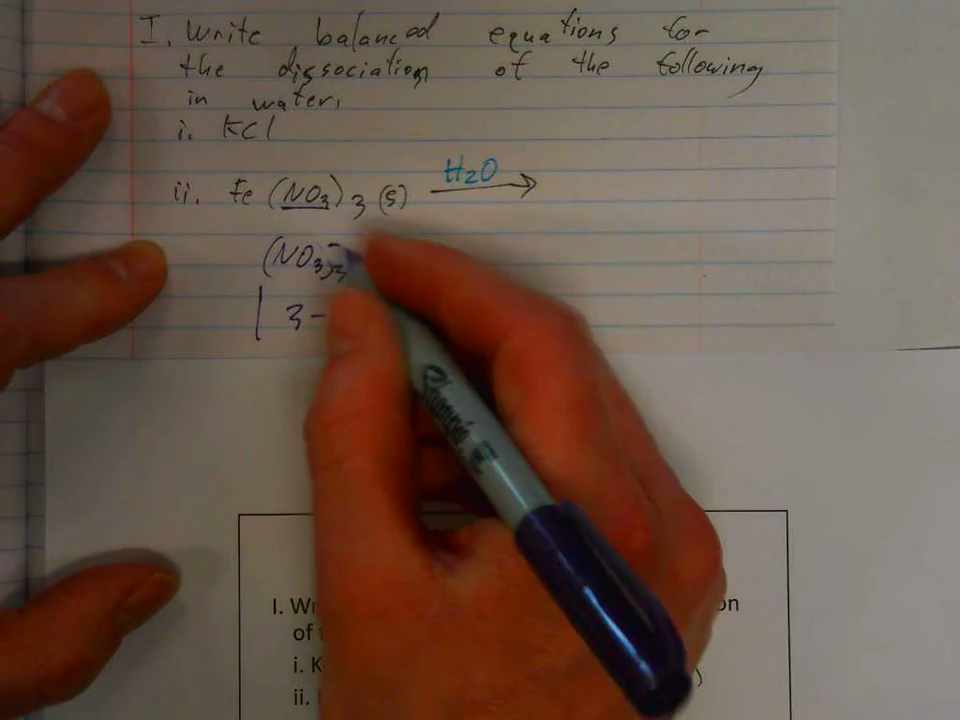 I. Write balanced equations for
the dissociation of the following
in water.
i. KCl
ii. Fe (NO3)3 (s) H2O →
(NO3-)3
| 3-
Sharpie
I. Wr on
of
i. K )
ii.